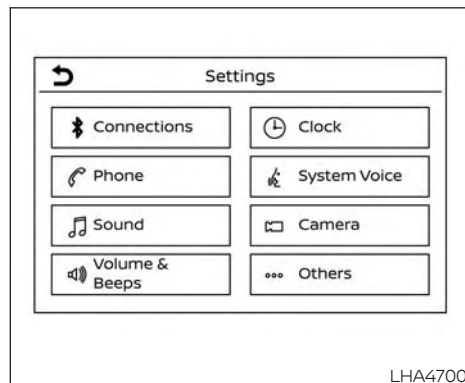 Settings
Connections
Clock
Phone
System Voice
Sound
Camera
Volume &
Beeps
Others
LHA4700